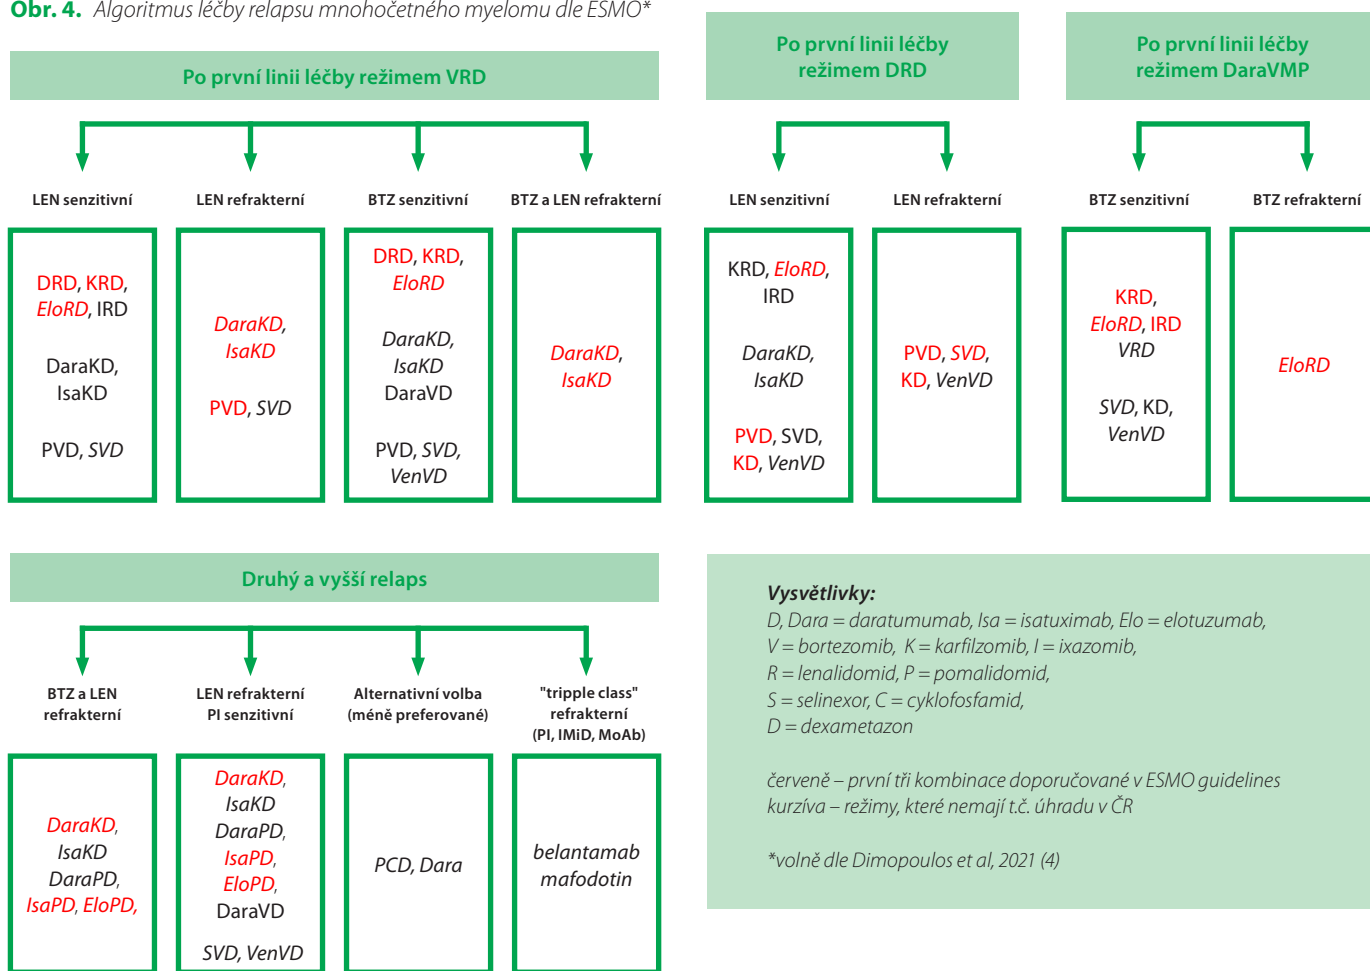 Obr. 4. Algoritmus léčby relapsu mnohočetného myelomu dle ESMO*
Po první linii léčby režimem VRD
LEN senzitivní
DRD, KRD,
EloRD, IRD
DaraKD,
IsaKD
PVD, SVD
LEN refrakterní
DaraKD,
IsaKD
PVD, SVD
BTZ senzitivní
DRD, KRD,
EloRD
DaraKD,
IsaKD
DaraVD
PVD, SVD,
VenVD
BTZ a LEN refrakterní
DaraKD,
IsaKD
Po první linii léčby
režimem DRD
LEN senzitivní
KRD, EloRD,
IRD
DaraKD,
IsaKD
PVD, SVD,
KD, VenVD
LEN refrakterní
PVD, SVD,
KD, VenVD
Po první linii léčby
režimem DaraVMP
BTZ senzitivní
KRD,
EloRD, IRD
VRD
SVD, KD,
VenVD
BTZ refrakterní
EloRD
Druhý a vyšší relaps
BTZ a LEN
refrakterní
DaraKD,
IsaKD
DaraPD,
IsaPD, EloPD,
LEN refrakterní
PI senzitivní
DaraKD,
IsaKD
DaraPD,
IsaPD,
EloPD,
DaraVD
SVD, VenVD
Alternativní volba
(méně preferované)
PCD, Dara
"tripple class"
refrakterní
(PI, IMiD, MoAb)
belantamab
mafodotin
Vysvětlivky:
D, Dara = daratumumab, Isa = isatuximab, Elo = elotuzumab,
V = bortezomib, K = karfilzomib, I = ixazomib,
R = lenalidomid, P = pomalidomid,
S = selinexor, C = cyklofosfamid,
D = dexametazon
červeně – první tři kombinace doporučované v ESMO guidelines
kurzíva – režimy, které nemají t.č. úhradu v ČR
*volně dle Dimopoulos et al, 2021 (4)